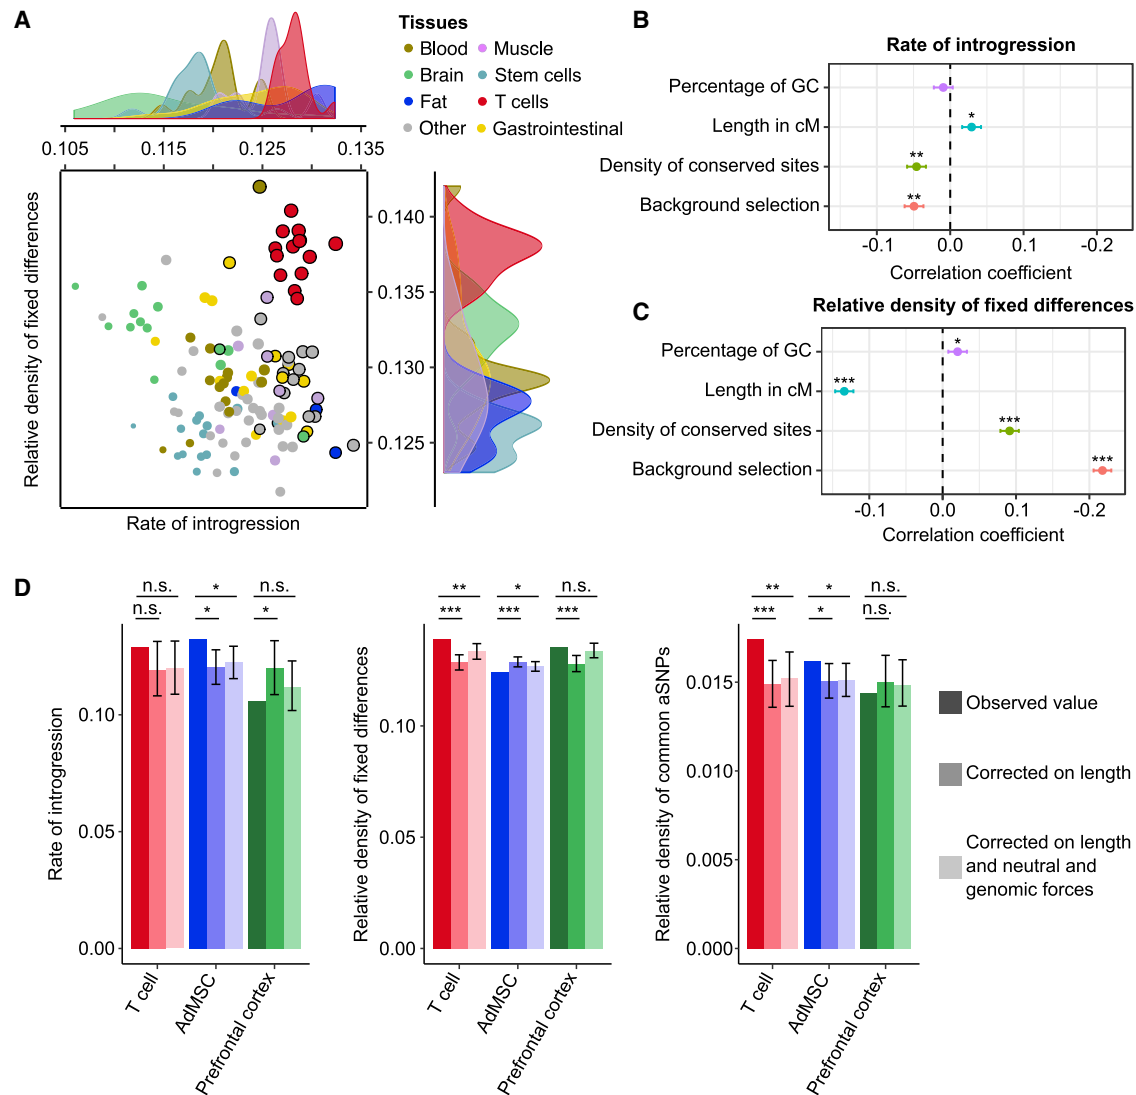 A
Tissues
Blood
Muscle
Brain
Stem cells
Fat
T cells
Other
Gastrointestinal
0.105
0.115
0.125
0.135
Relative density of fixed differences
0.140
0.135
0.130
0.125
Rate of introgression
B
Rate of introgression
Percentage of GC
Length in cM
*
Density of conserved sites
**
Background selection
**
-0.1
0.0
0.1
-0.2
Correlation coefficient
C
Relative density of fixed differences
Percentage of GC
*
Length in cM
***
Density of conserved sites
***
Background selection
***
-0.1
0.0
0.1
-0.2
Correlation coefficient
D
n.s.
*
n.s.
n.s.
*
*
Rate of introgression
0.10
0.05
0.00
T cell
AdMSC
Prefrontal cortex
**
*
n.s.
***
***
***
Relative density of fixed differences
0.10
0.05
0.00
T cell
AdMSC
Prefrontal cortex
**
*
n.s.
***
*
n.s.
Relative density of common aSNPs
0.015
0.010
0.005
0.000
T cell
AdMSC
Prefrontal cortex
Observed value
Corrected on length
Corrected on length
and neutral and
genomic forces